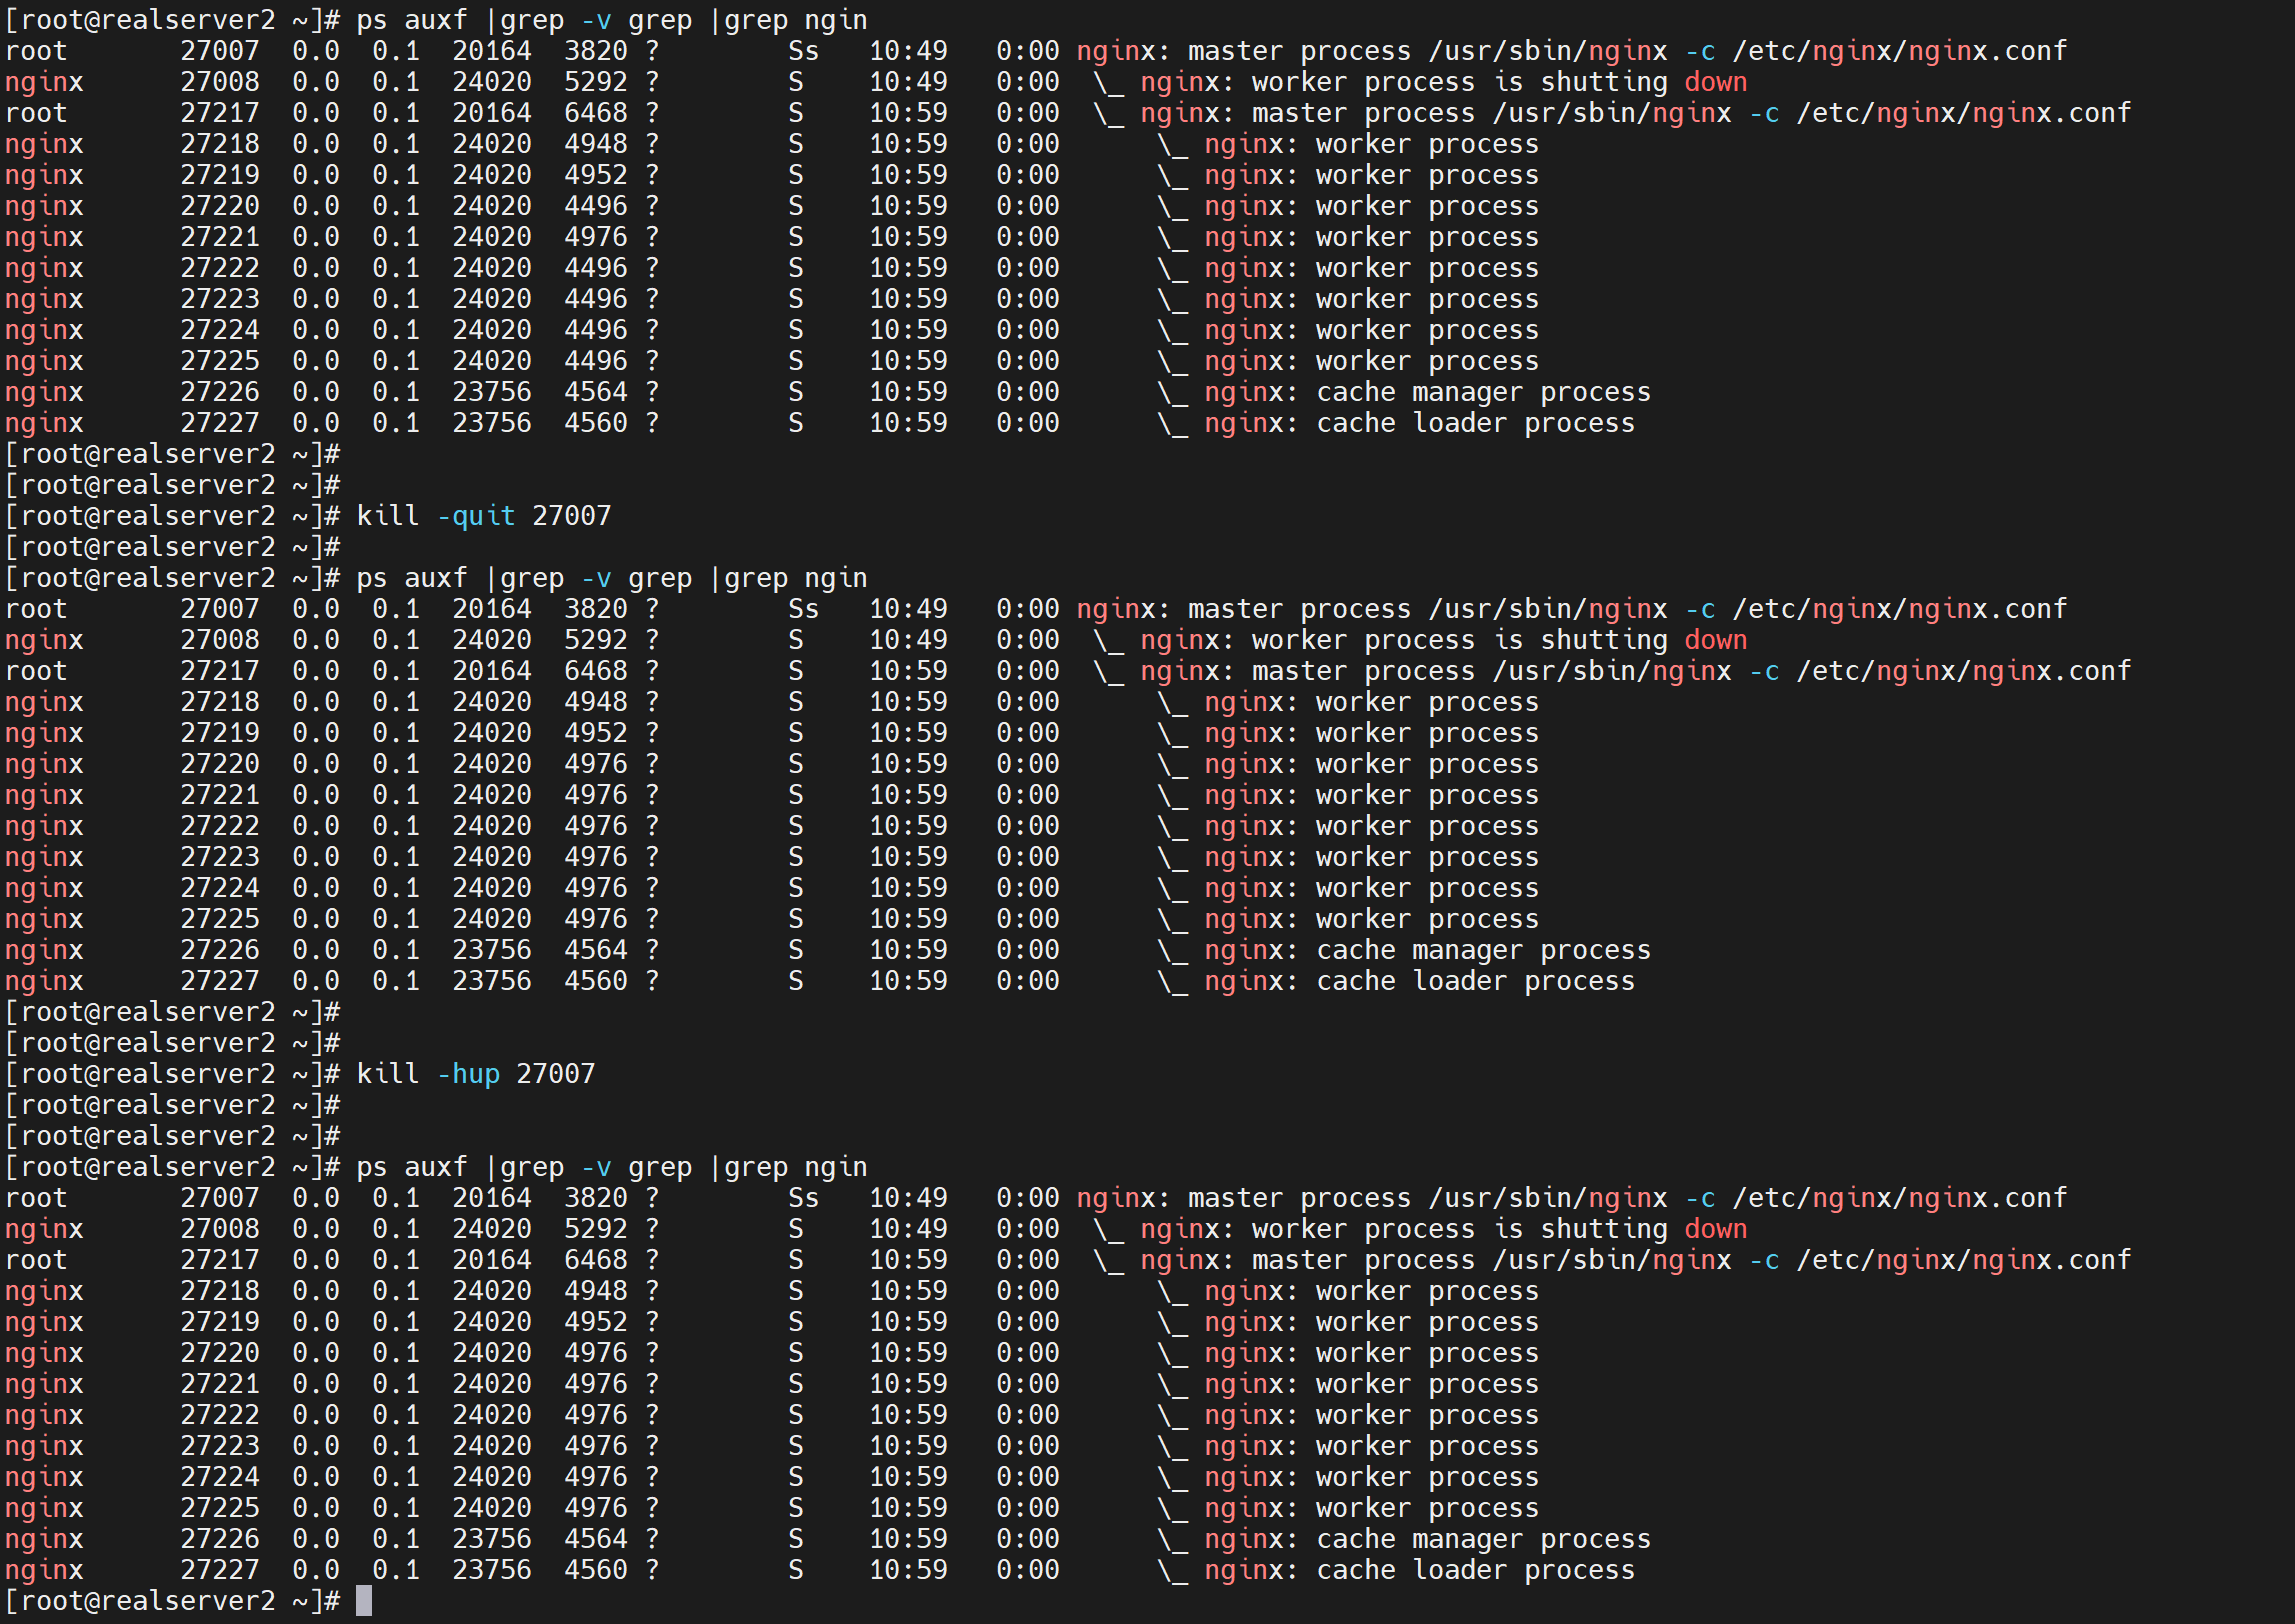 [root@realserver2 ~]# ps auxf |grep -v grep |grep ngin
root       27007  0.0  0.1  20164  3820 ?        Ss   10:49   0:00 nginx: master process /usr/sbin/nginx -c /etc/nginx/nginx.conf
nginx      27008  0.0  0.1  24020  5292 ?        S    10:49   0:00  \_ nginx: worker process is shutting down
root       27217  0.0  0.1  20164  6468 ?        S    10:59   0:00  \_ nginx: master process /usr/sbin/nginx -c /etc/nginx/nginx.conf
nginx      27218  0.0  0.1  24020  4948 ?        S    10:59   0:00      \_ nginx: worker process
nginx      27219  0.0  0.1  24020  4952 ?        S    10:59   0:00      \_ nginx: worker process
nginx      27220  0.0  0.1  24020  4496 ?        S    10:59   0:00      \_ nginx: worker process
nginx      27221  0.0  0.1  24020  4976 ?        S    10:59   0:00      \_ nginx: worker process
nginx      27222  0.0  0.1  24020  4496 ?        S    10:59   0:00      \_ nginx: worker process
nginx      27223  0.0  0.1  24020  4496 ?        S    10:59   0:00      \_ nginx: worker process
nginx      27224  0.0  0.1  24020  4496 ?        S    10:59   0:00      \_ nginx: worker process
nginx      27225  0.0  0.1  24020  4496 ?        S    10:59   0:00      \_ nginx: worker process
nginx      27226  0.0  0.1  23756  4564 ?        S    10:59   0:00      \_ nginx: cache manager process
nginx      27227  0.0  0.1  23756  4560 ?        S    10:59   0:00      \_ nginx: cache loader process
[root@realserver2 ~]#
[root@realserver2 ~]#
[root@realserver2 ~]# kill -quit 27007
[root@realserver2 ~]#
[root@realserver2 ~]# ps auxf |grep -v grep |grep ngin
root       27007  0.0  0.1  20164  3820 ?        Ss   10:49   0:00 nginx: master process /usr/sbin/nginx -c /etc/nginx/nginx.conf
nginx      27008  0.0  0.1  24020  5292 ?        S    10:49   0:00  \_ nginx: worker process is shutting down
root       27217  0.0  0.1  20164  6468 ?        S    10:59   0:00  \_ nginx: master process /usr/sbin/nginx -c /etc/nginx/nginx.conf
nginx      27218  0.0  0.1  24020  4948 ?        S    10:59   0:00      \_ nginx: worker process
nginx      27219  0.0  0.1  24020  4952 ?        S    10:59   0:00      \_ nginx: worker process
nginx      27220  0.0  0.1  24020  4976 ?        S    10:59   0:00      \_ nginx: worker process
nginx      27221  0.0  0.1  24020  4976 ?        S    10:59   0:00      \_ nginx: worker process
nginx      27222  0.0  0.1  24020  4976 ?        S    10:59   0:00      \_ nginx: worker process
nginx      27223  0.0  0.1  24020  4976 ?        S    10:59   0:00      \_ nginx: worker process
nginx      27224  0.0  0.1  24020  4976 ?        S    10:59   0:00      \_ nginx: worker process
nginx      27225  0.0  0.1  24020  4976 ?        S    10:59   0:00      \_ nginx: worker process
nginx      27226  0.0  0.1  23756  4564 ?        S    10:59   0:00      \_ nginx: cache manager process
nginx      27227  0.0  0.1  23756  4560 ?        S    10:59   0:00      \_ nginx: cache loader process
[root@realserver2 ~]#
[root@realserver2 ~]#
[root@realserver2 ~]# kill -hup 27007
[root@realserver2 ~]#
[root@realserver2 ~]#
[root@realserver2 ~]# ps auxf |grep -v grep |grep ngin
root       27007  0.0  0.1  20164  3820 ?        Ss   10:49   0:00 nginx: master process /usr/sbin/nginx -c /etc/nginx/nginx.conf
nginx      27008  0.0  0.1  24020  5292 ?        S    10:49   0:00  \_ nginx: worker process is shutting down
root       27217  0.0  0.1  20164  6468 ?        S    10:59   0:00  \_ nginx: master process /usr/sbin/nginx -c /etc/nginx/nginx.conf
nginx      27218  0.0  0.1  24020  4948 ?        S    10:59   0:00      \_ nginx: worker process
nginx      27219  0.0  0.1  24020  4952 ?        S    10:59   0:00      \_ nginx: worker process
nginx      27220  0.0  0.1  24020  4976 ?        S    10:59   0:00      \_ nginx: worker process
nginx      27221  0.0  0.1  24020  4976 ?        S    10:59   0:00      \_ nginx: worker process
nginx      27222  0.0  0.1  24020  4976 ?        S    10:59   0:00      \_ nginx: worker process
nginx      27223  0.0  0.1  24020  4976 ?        S    10:59   0:00      \_ nginx: worker process
nginx      27224  0.0  0.1  24020  4976 ?        S    10:59   0:00      \_ nginx: worker process
nginx      27225  0.0  0.1  24020  4976 ?        S    10:59   0:00      \_ nginx: worker process
nginx      27226  0.0  0.1  23756  4564 ?        S    10:59   0:00      \_ nginx: cache manager process
nginx      27227  0.0  0.1  23756  4560 ?        S    10:59   0:00      \_ nginx: cache loader process
[root@realserver2 ~]#